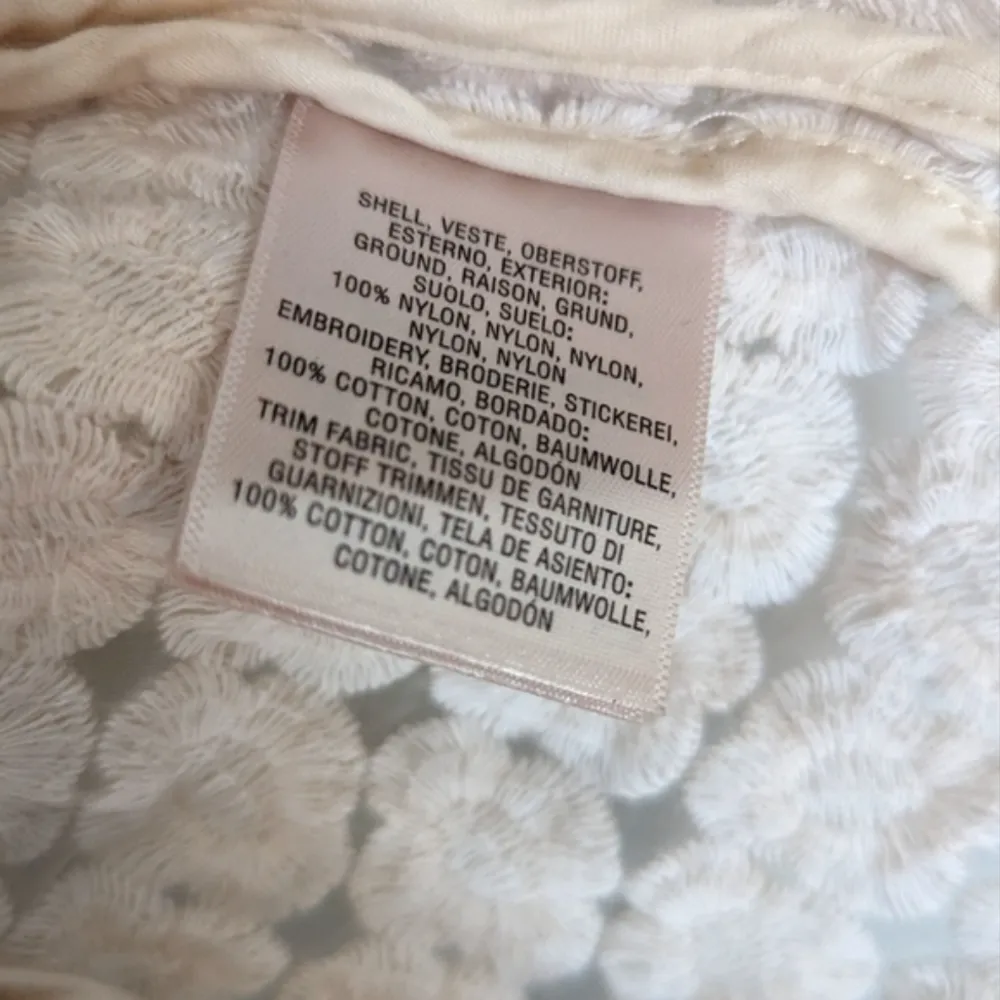 SHELL, VESTE, OBERSTOFF,
ESTERNO, EXTERIOR:
GROUND, RAISON, GRUND,
SUOLO, SUELO:
100% NYLON, NYLON, NYLON,
NYLON, NYLON
EMBROIDERY, BRODERIE, STICKEREI,
RICAMO, BORDADO:
100% COTTON, COTON, BAUMWOLLE,
COTONE, ALGODÓN
TRIM FABRIC, TISSU DE GARNITURE,
STOFF TRIMMEN, TESSUTO DI
GUARNIZIONI, TELA DE ASIENTO:
100% COTTON, COTON, BAUMWOLLE,
COTONE, ALGODÓN